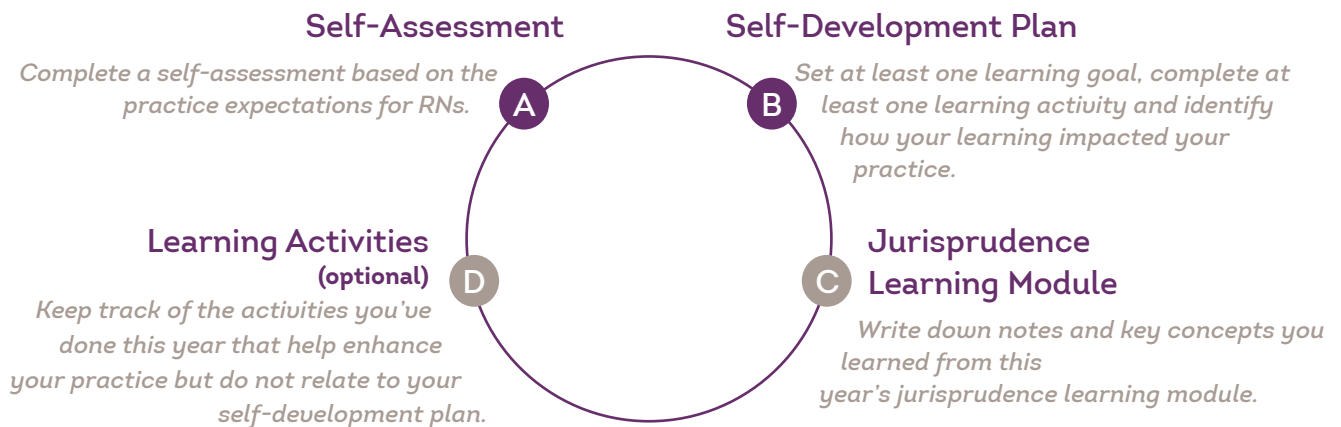 Self-Assessment
Complete a self-assessment based on the
practice expectations for RNs.
A
Self-Development Plan
B
Set at least one learning goal, complete at
least one learning activity and identify
how your learning impacted your
practice.
Learning Activities
(optional)
D
Keep track of the activities you've
done this year that help enhance
your practice but do not relate to your
self-development plan.
Jurisprudence
Learning Module
C
Write down notes and key concepts you
learned from this
year's jurisprudence learning module.